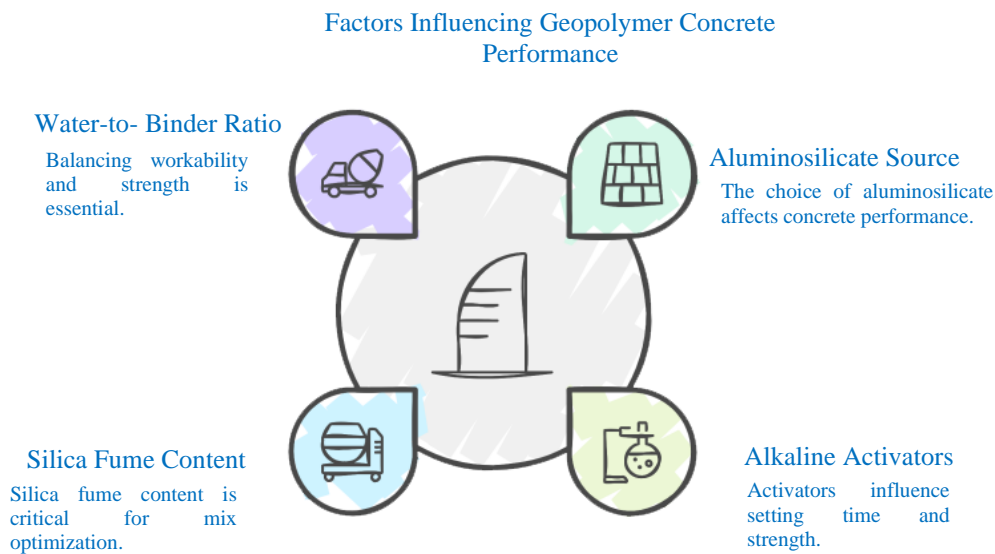 Factors Influencing Geopolymer Concrete
Performance
Water-to- Binder Ratio
Balancing workability
and strength is
essential.
Aluminosilicate Source
The choice of aluminosilicate
affects concrete performance.
Silica Fume Content
Silica fume content is
critical for mix
optimization.
Alkaline Activators
Activators influence
setting time and
strength.